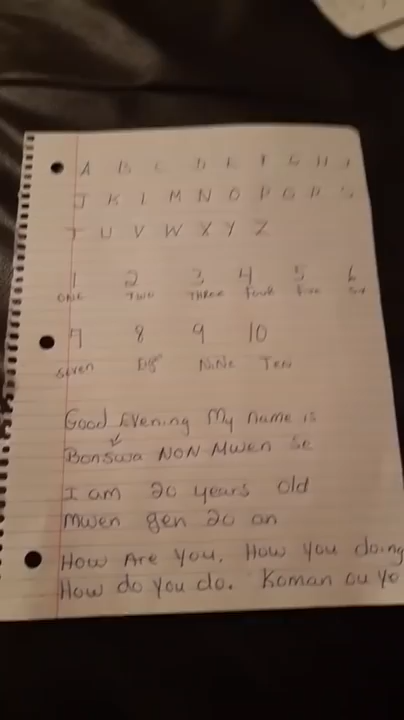 A B C D E F G H I
J K L M N O P Q R S
T U V W X Y Z
1 2 3 4 5 6
ONE TWO THREE Four Five Six
7 8 9 10
Seven NiNe TEN
Good Evening My name is
Bonswa NON Mwen Se
I am 20 years old
Mwen gen 20 an
How Are You. How you doing
How do you do. Koman ou yo